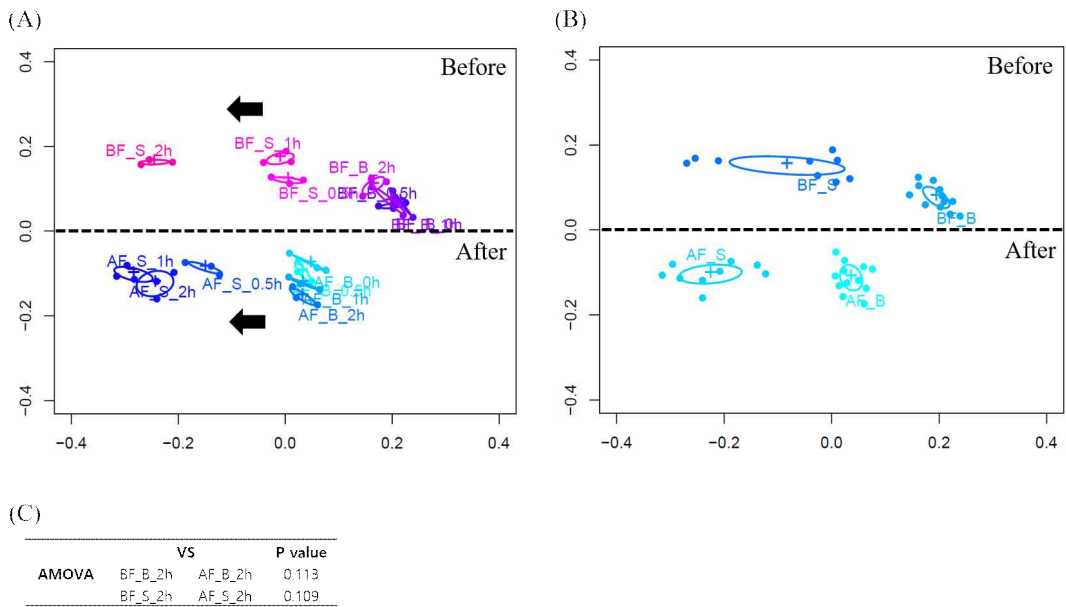 (A)
0.4
0.2
0.0
−0.2
−0.4
Before
BF_S_2h
BF_S_1h
BF_S_0.5h
BF_B_2h
After
AF_S_1h
AF_S_2h
AF_S_0.5h
AF_B_0h
AF_B_1h
AF_B_2h
−0.4 −0.2 0.0 0.2 0.4
(B)
0.4
0.2
0.0
−0.2
−0.4
Before
BF_S
BF_B
After
AF_S
AF_B
−0.4 −0.2 0.0 0.2 0.4
(C)
VS P value
AMOVA BF_B_2h AF_B_2h 0.113
BF_S_2h AF_S_2h 0.109